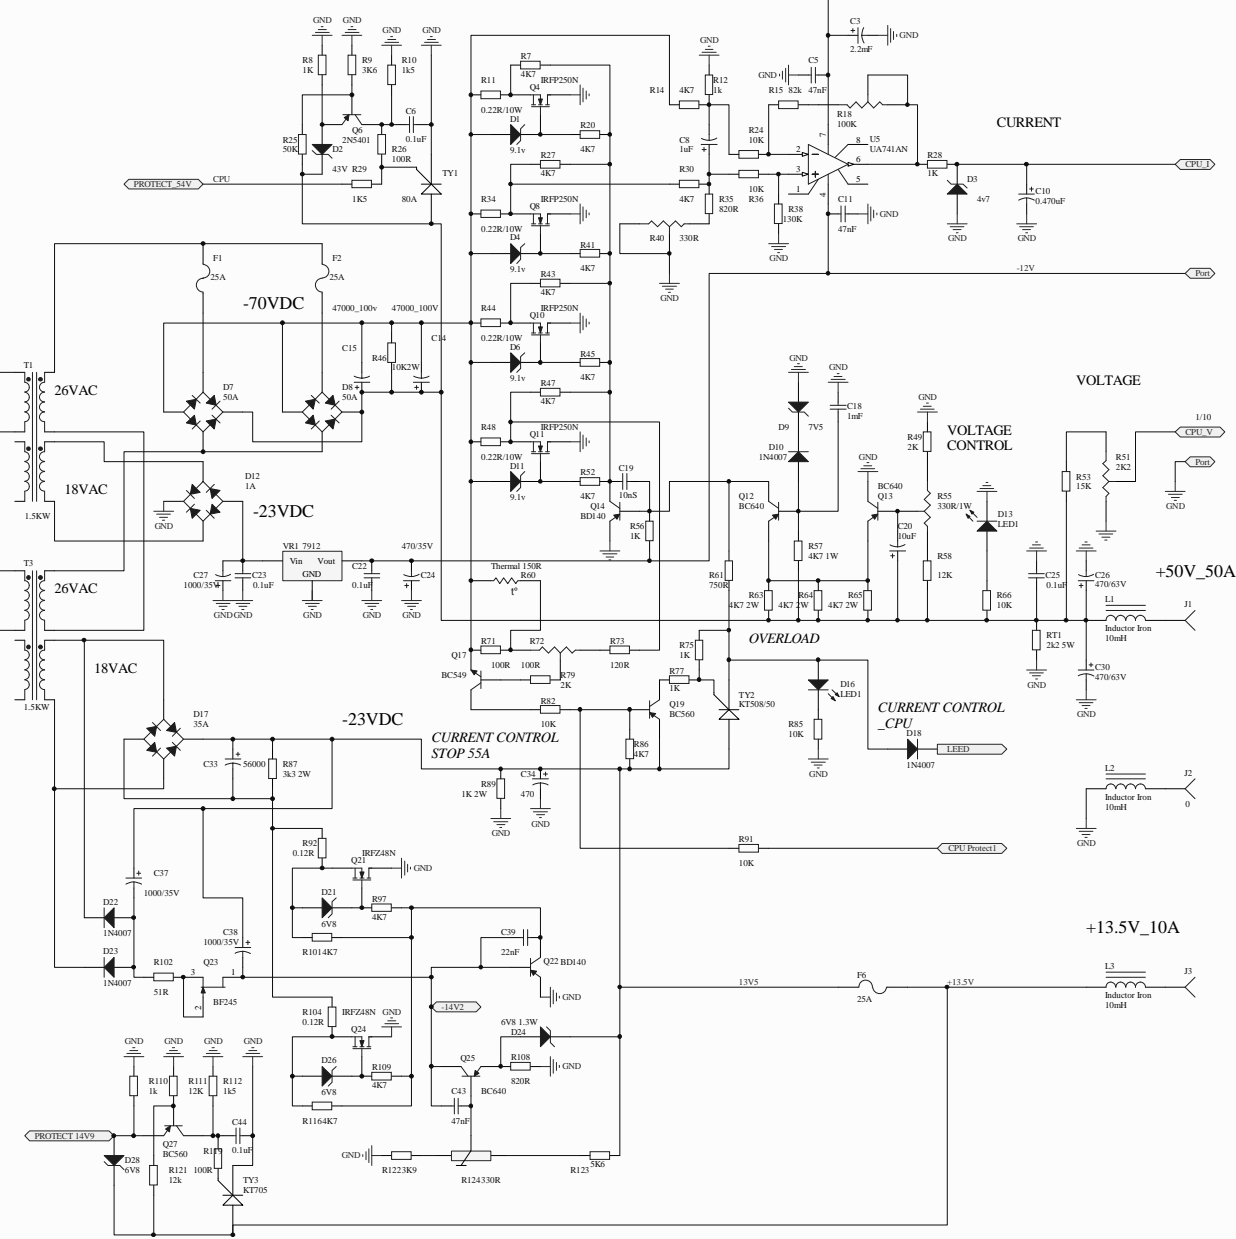 GND
GND
GND
GND
R8
1K
R9
3K6
R10
1k5
R25
50K
Q6
2N5401
D2
43V
R26
100R
C6
0.1uF
R29
1K5
TY1
80A
PROTECT_54V
CPU
R7
4K7
R11
0.22R/10W
Q4
IRFP250N
D1
9.1v
R20
4K7
R27
4K7
R34
0.22R/10W
Q8
IRFP250N
D4
9.1v
R41
4K7
R43
4K7
R44
0.22R/10W
Q10
IRFP250N
D6
9.1v
R45
4K7
R47
4K7
R48
0.22R/10W
Q11
IRFP250N
D11
9.1v
R52
4K7
C19
10nS
Q14
BD140
R56
1K
GND
R12
1k
R14
4K7
C8
1uF
R30
4K7
R35
820R
R40
330R
GND
R24
10K
10K
R36
R38
130K
GND
C3
2.2mF
GND
GND
C5
47nF
R15
82k
R18
100K
U5
UA741AN
7
8
2
3
6
5
1
4
C11
47nF
GND
CURRENT
R28
1K
D3
4v7
GND
C10
0.470uF
GND
CPU_I
-12V
Port
F1
25A
F2
25A
-70VDC
47000_100v
47000_100V
C15
R46
10K2W
C14
T1
26VAC
18VAC
1.5KW
D7
50A
D8
50A
D12
1A
GND
-23VDC
VR1
7912
Vin
Vout
GND
C27
1000/35V
C23
0.1uF
C22
0.1uF
470/35V
C24
GND
GND
GND
GND
GND
T3
26VAC
18VAC
1.5KW
Thermal 150R
R60
t°
GND
D9
7V5
D10
1N4007
GND
C18
1mF
Q12
BC640
R57
4K7 1W
GND
BC640
Q13
C20
10uF
GND
R49
2K
VOLTAGE
CONTROL
R55
330R/1W
R58
12K
D13
LED1
R66
10K
R61
750R
R63
4K7 2W
R64
4K7 2W
R65
4K7 2W
VOLTAGE
1/10
CPU_V
Port
GND
R53
15K
R51
2K2
C25
0.1uF
C26
470/63V
+50V_50A
L1
Inductor Iron
10mH
J1
RT1
2k2 5W
GND
C30
470/63V
GND
OVERLOAD
R71
100R
R72
100R
R73
120R
R79
2K
Q17
BC549
R82
10K
R75
1K
R77
1K
Q19
BC560
R86
4K7
TY2
KT508/50
D16
LED1
R85
10K
GND
CURRENT CONTROL
_CPU
D18
1N4007
LEED
CURRENT CONTROL
STOP 55A
R89
1K 2W
C34
470
GND
GND
-23VDC
D17
35A
C33
56000
R87
3k3 2W
L2
Inductor Iron
10mH
J2
0
GND
R91
10K
CPU Protect1
R92
0.12R
Q21
IRFZ48N
GND
D21
6V8
R97
4K7
R1014K7
C37
1000/35V
D22
1N4007
D23
1N4007
C38
1000/35V
R102
51R
Q23
3
1
2
BF245
C39
22nF
Q22
BD140
GND
-14V2
R104
0.12R
IRFZ48N
Q24
GND
D26
6V8
R109
4K7
R1164K7
6V8 1.3W
D24
R108
820R
GND
Q25
BC640
C43
47nF
GND
R1223K9
R124330R
R123
5K6
13V5
F6
25A
+13.5V
+13.5V_10A
L3
Inductor Iron
10mH
J3
GND
GND
GND
GND
R110
1k
R111
12K
R112
1k5
PROTECT 14V9
Q27
BC560
C44
0.1uF
D28
6V8
R121
12k
R119
100R
TY3
KT705